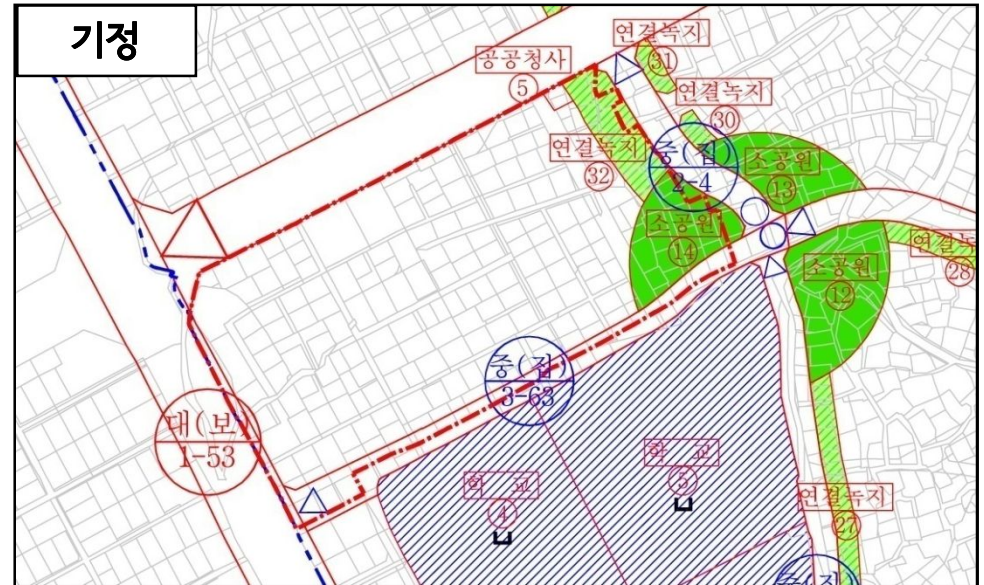 기정
연결녹지
31
공공청사
5
연결녹지
30
연결녹지
32
중(집)
2-4
소공원
13
소공원
14
소공원
12
연결녹
28
중(집)
3-63
대(보)
1-53
학 교
5
학 교
4
연결녹지
27
중(집)